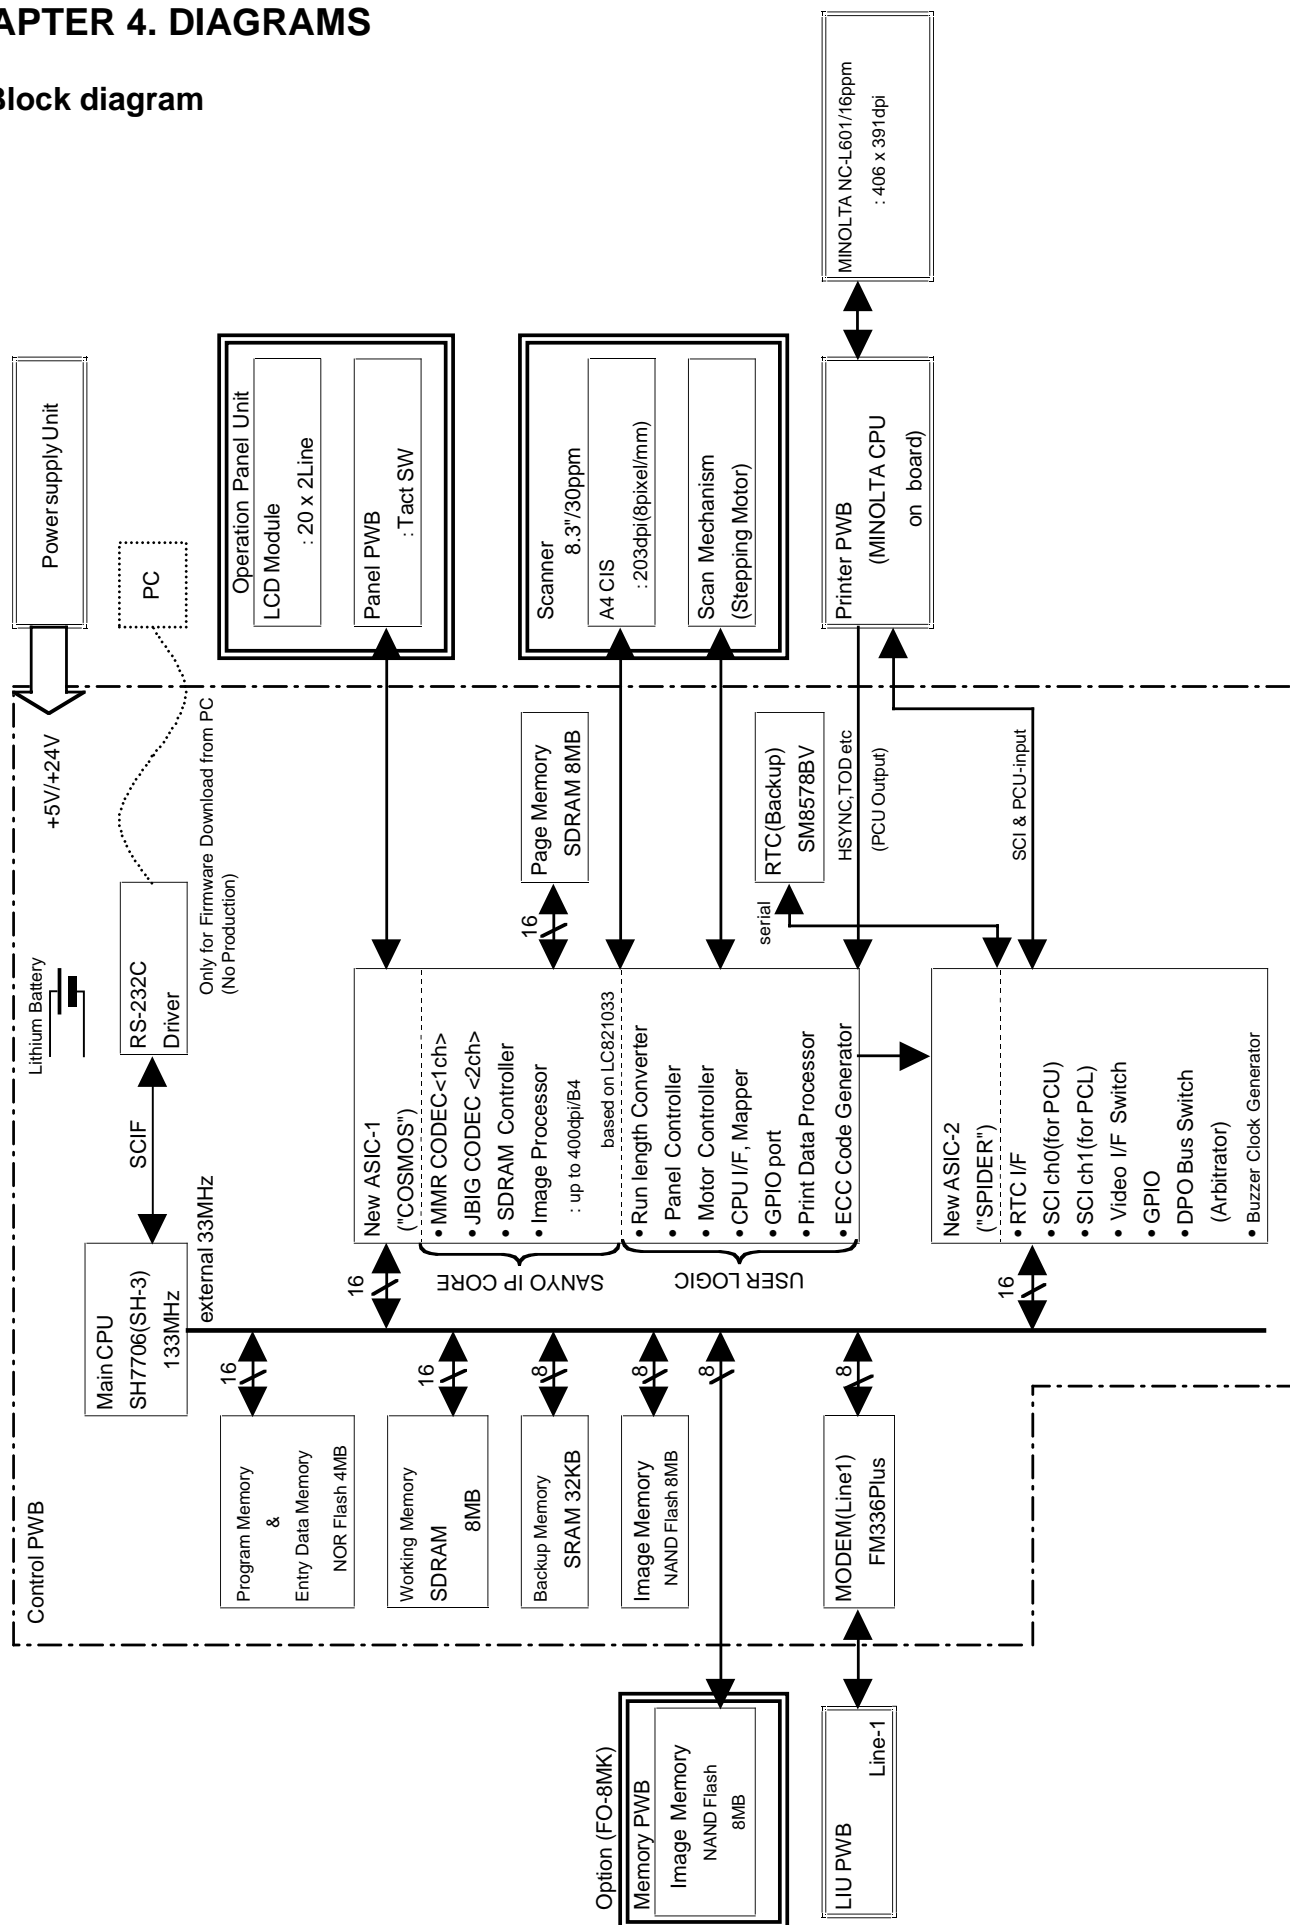 APTER 4. DIAGRAMS
Block diagram
Control PWB
Power supply Unit
+5V/+24V
PC
Only for Firmware Download from PC
(No Production)
Lithium Battery
RS-232C
Driver
SCIF
Main CPU
SH7706(SH-3)
133MHz
external 33MHz
Operation Panel Unit
LCD Module
: 20 x 2Line
Panel PWB
:Tact SW
Scanner
8.3"/30ppm
A4 CIS
:203dpi(8pixel/mm)
Scan Mechanism
(Stepping Motor)
MINOLTA NC-L601/16ppm
: 406 x 391dpi
Printer PWB
(MINOLTA CPU
on board)
Page Memory
SDRAM 8MB
16
RTC(Backup)
SM8578BV
serial
HSYNC,TOD etc
(PCU Output)
SCI & PCU-input
New ASIC-1
("COSMOS")
• MMR CODEC<1ch>
• JBIG CODEC <2ch>
• SDRAM Controller
• Image Processor
: up to 400dpi/B4
based on LC821033
• Run length Converter
• Panel Controller
• Motor Controller
• CPU I/F, Mapper
• GPIO port
• Print Data Processor
• ECC Code Generator
SANYO IP CORE
USER LOGIC
16
New ASIC-2
("SPIDER")
• RTC I/F
• SCI ch0(for PCU)
• SCI ch1(for PCL)
• Video I/F Switch
• GPIO
• DPO Bus Switch
(Arbitrator)
• Buzzer Clock Generator
16
Program Memory
&
Entry Data Memory
NOR Flash 4MB
16
Working Memory
SDRAM
8MB
16
Backup Memory
SRAM 32KB
8
Image Memory
NAND Flash 8MB
8
8
MODEM(Line1)
FM336Plus
8
Option (FO-8MK)
Memory PWB
Image Memory
NAND Flash
8MB
LIU PWB
Line-1